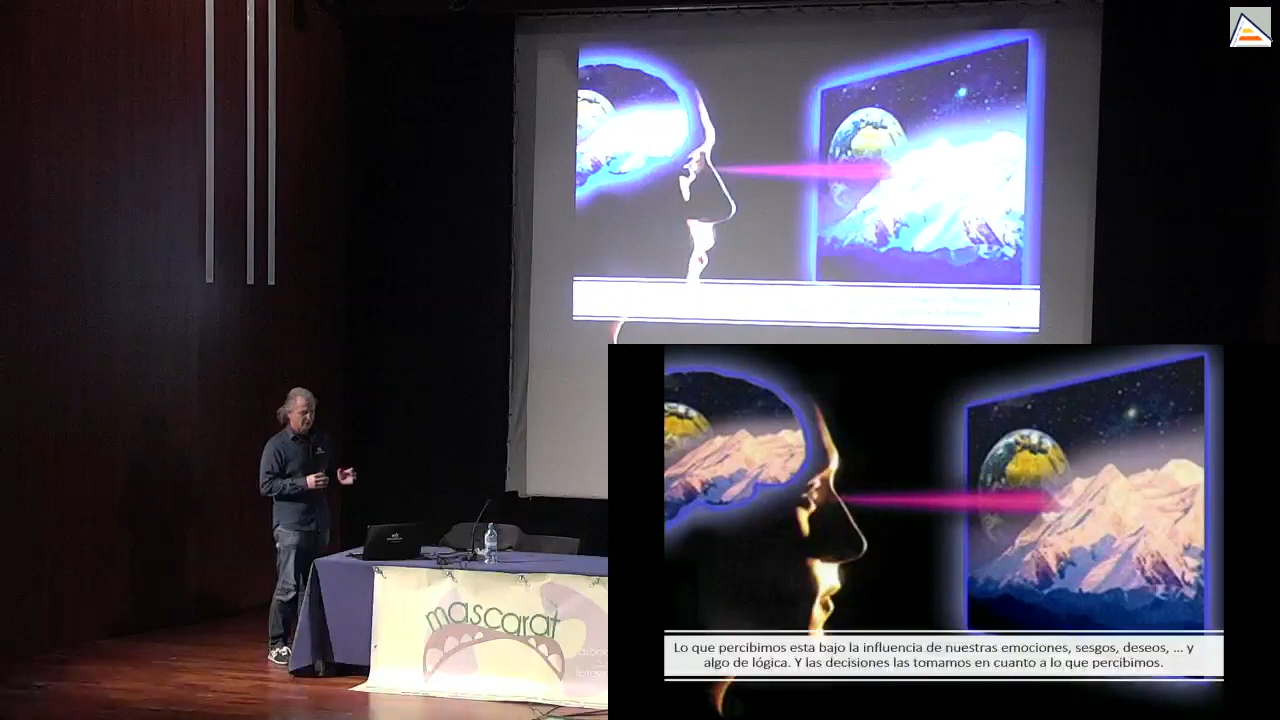 mascarat
Lo que percibimos esta bajo la influencia de nuestras emociones, sesgos, deseos, ... y
algo de lógica. Y las decisiones las tomamos en cuanto a lo que percibimos.